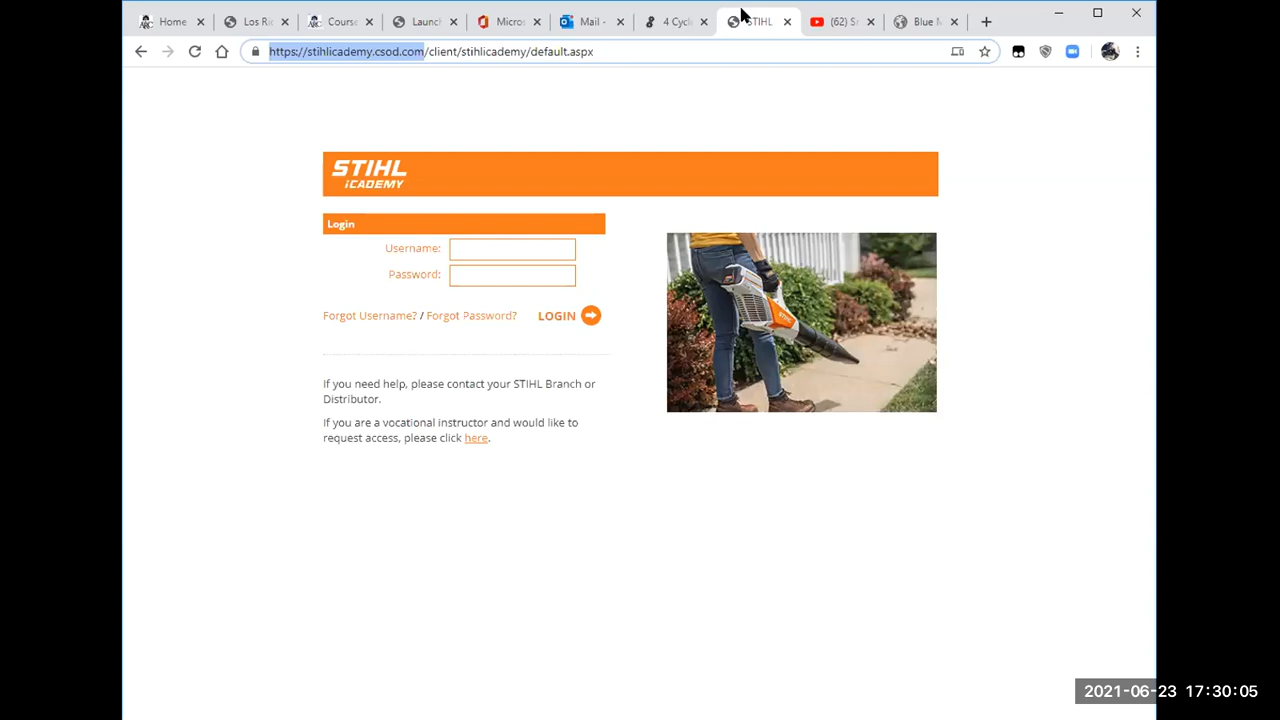 Home
Los Ric
Course
Launch
Micros
Mail -
4 Cycl
STIHL
(62) Sr
Blue M
https://stihlicademy.csod.com/client/stihlicademy/default.aspx
STIHL
iCADEMY
Login
Username:
Password:
Forgot Username? / Forgot Password? LOGIN
If you need help, please contact your STIHL Branch or
Distributor.
If you are a vocational instructor and would like to
request access, please click here.
2021-06-23 17:30:05